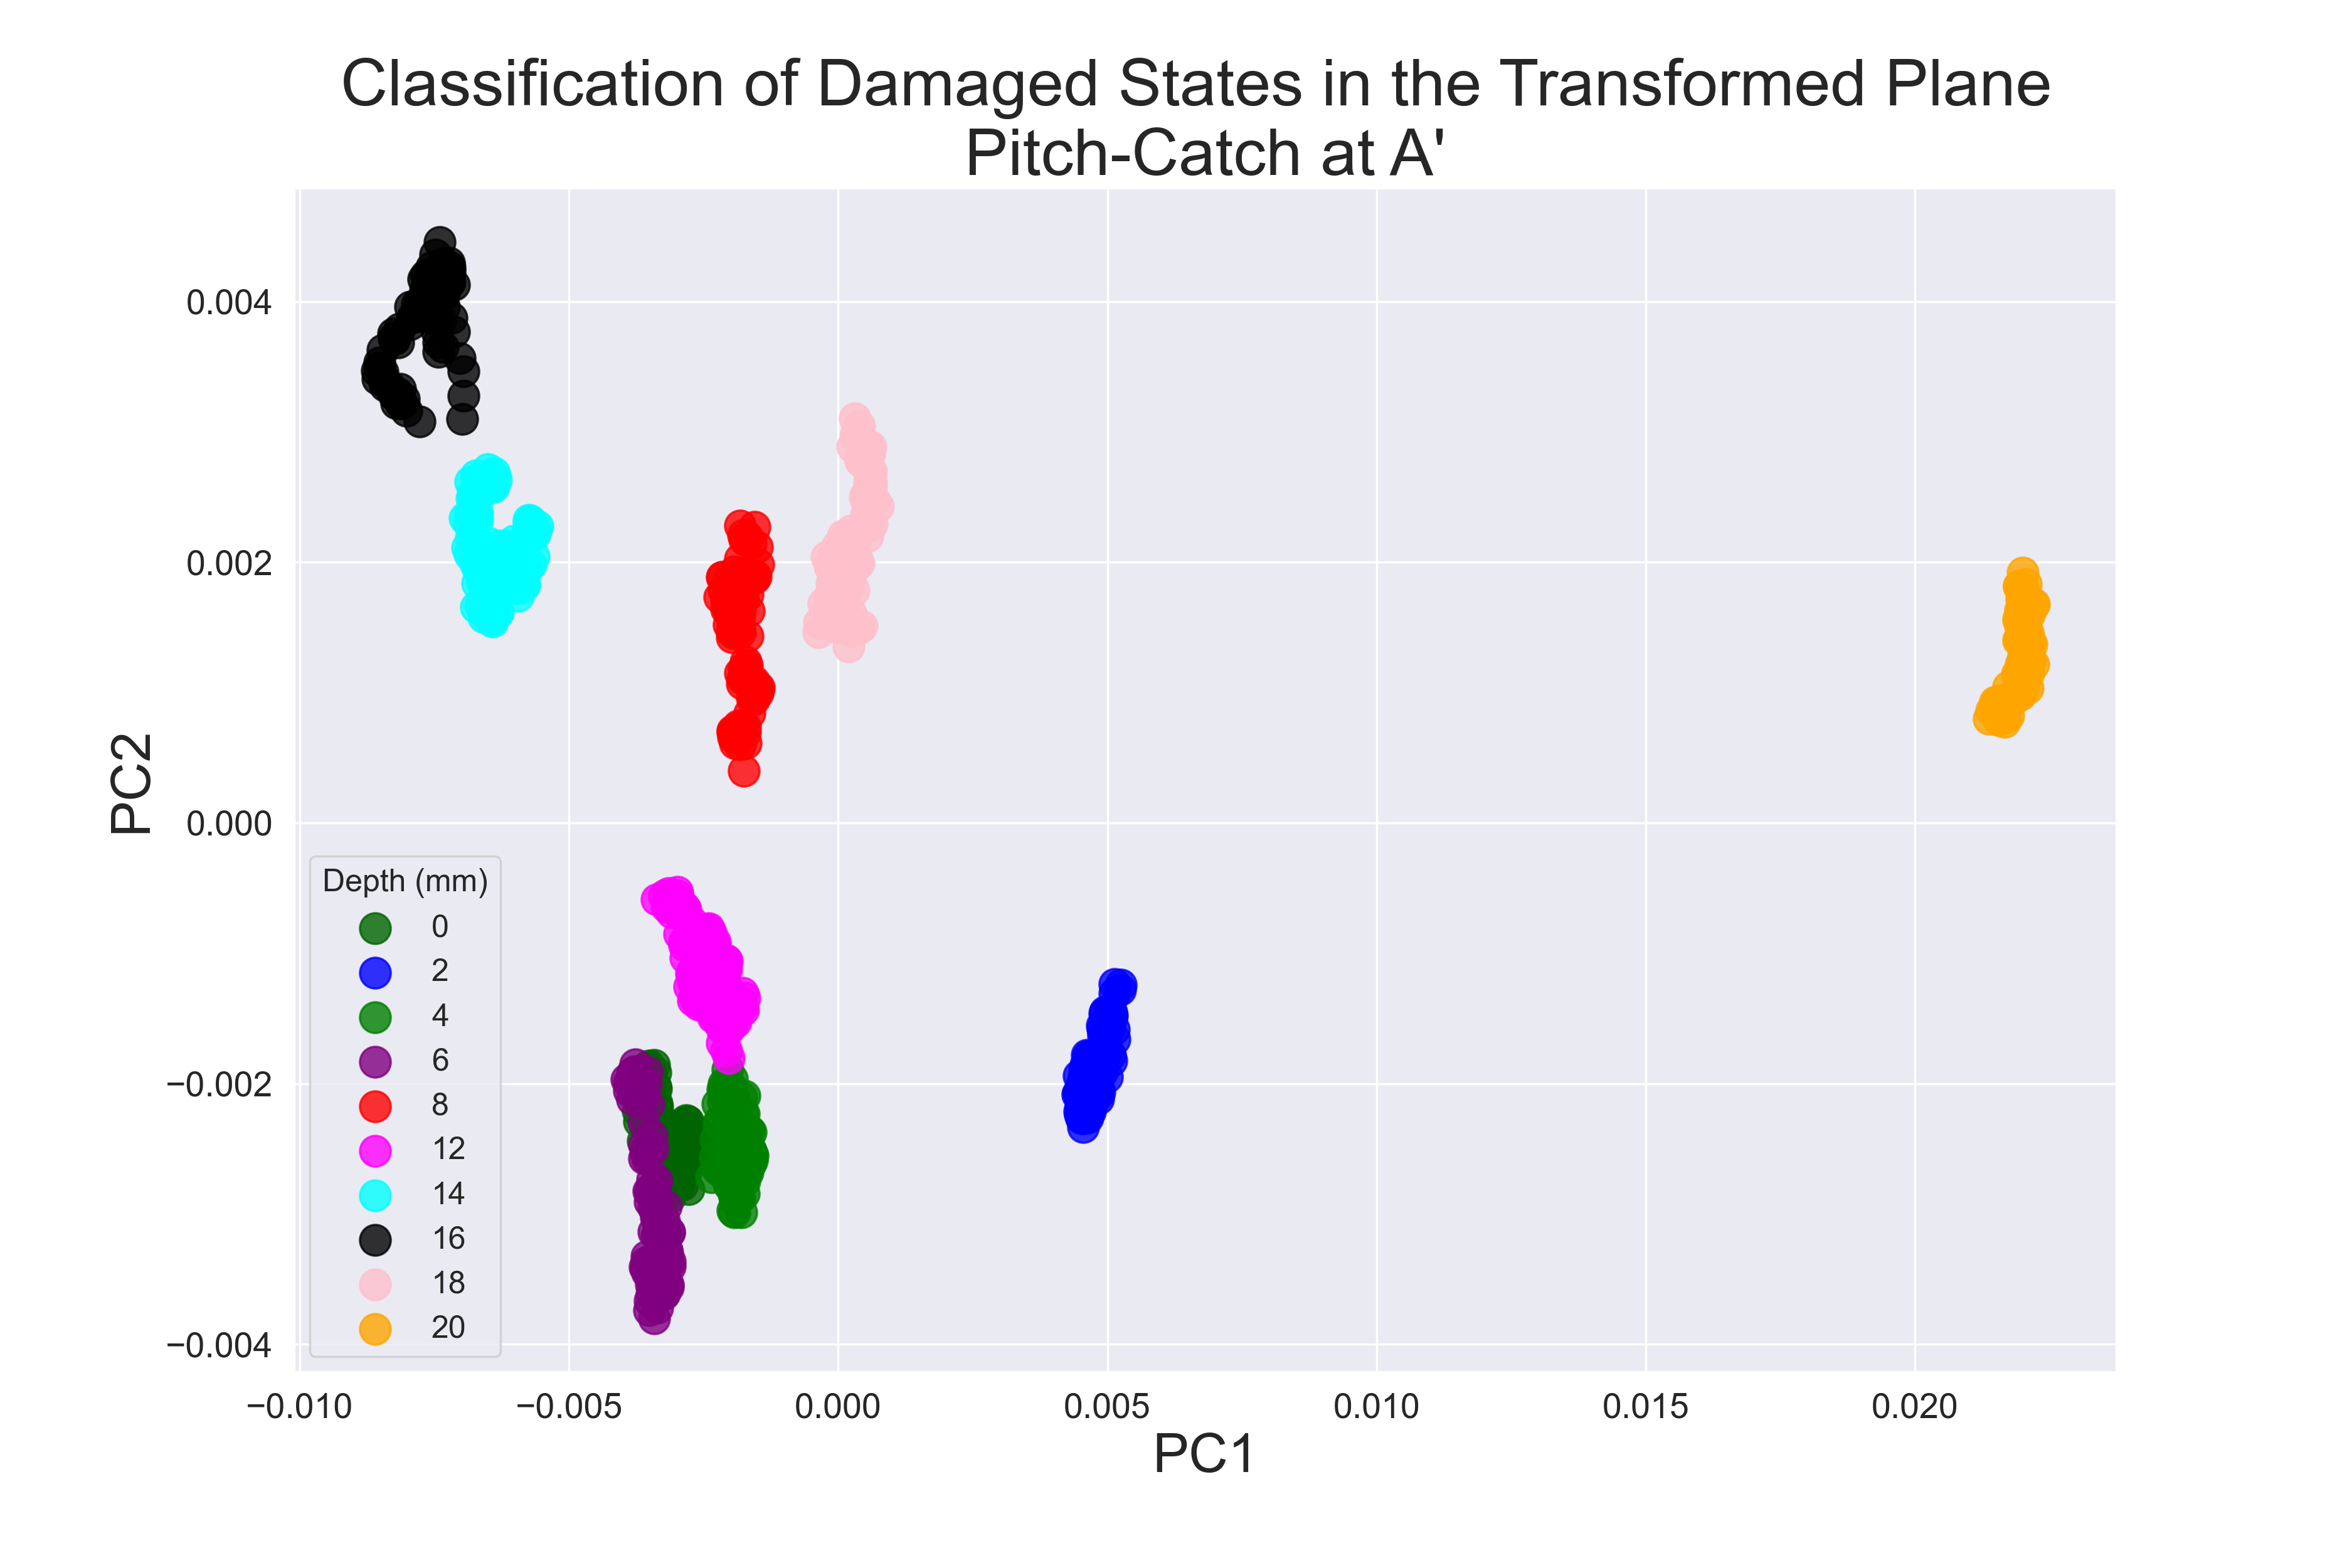 Classification of Damaged States in the Transformed Plane
Pitch-Catch at A'
PC2
0.004
0.002
0.000
−0.002
−0.004
Depth (mm)
0
2
4
6
8
12
14
16
18
20
−0.010 −0.005 0.000 0.005 0.010 0.015 0.020
PC1